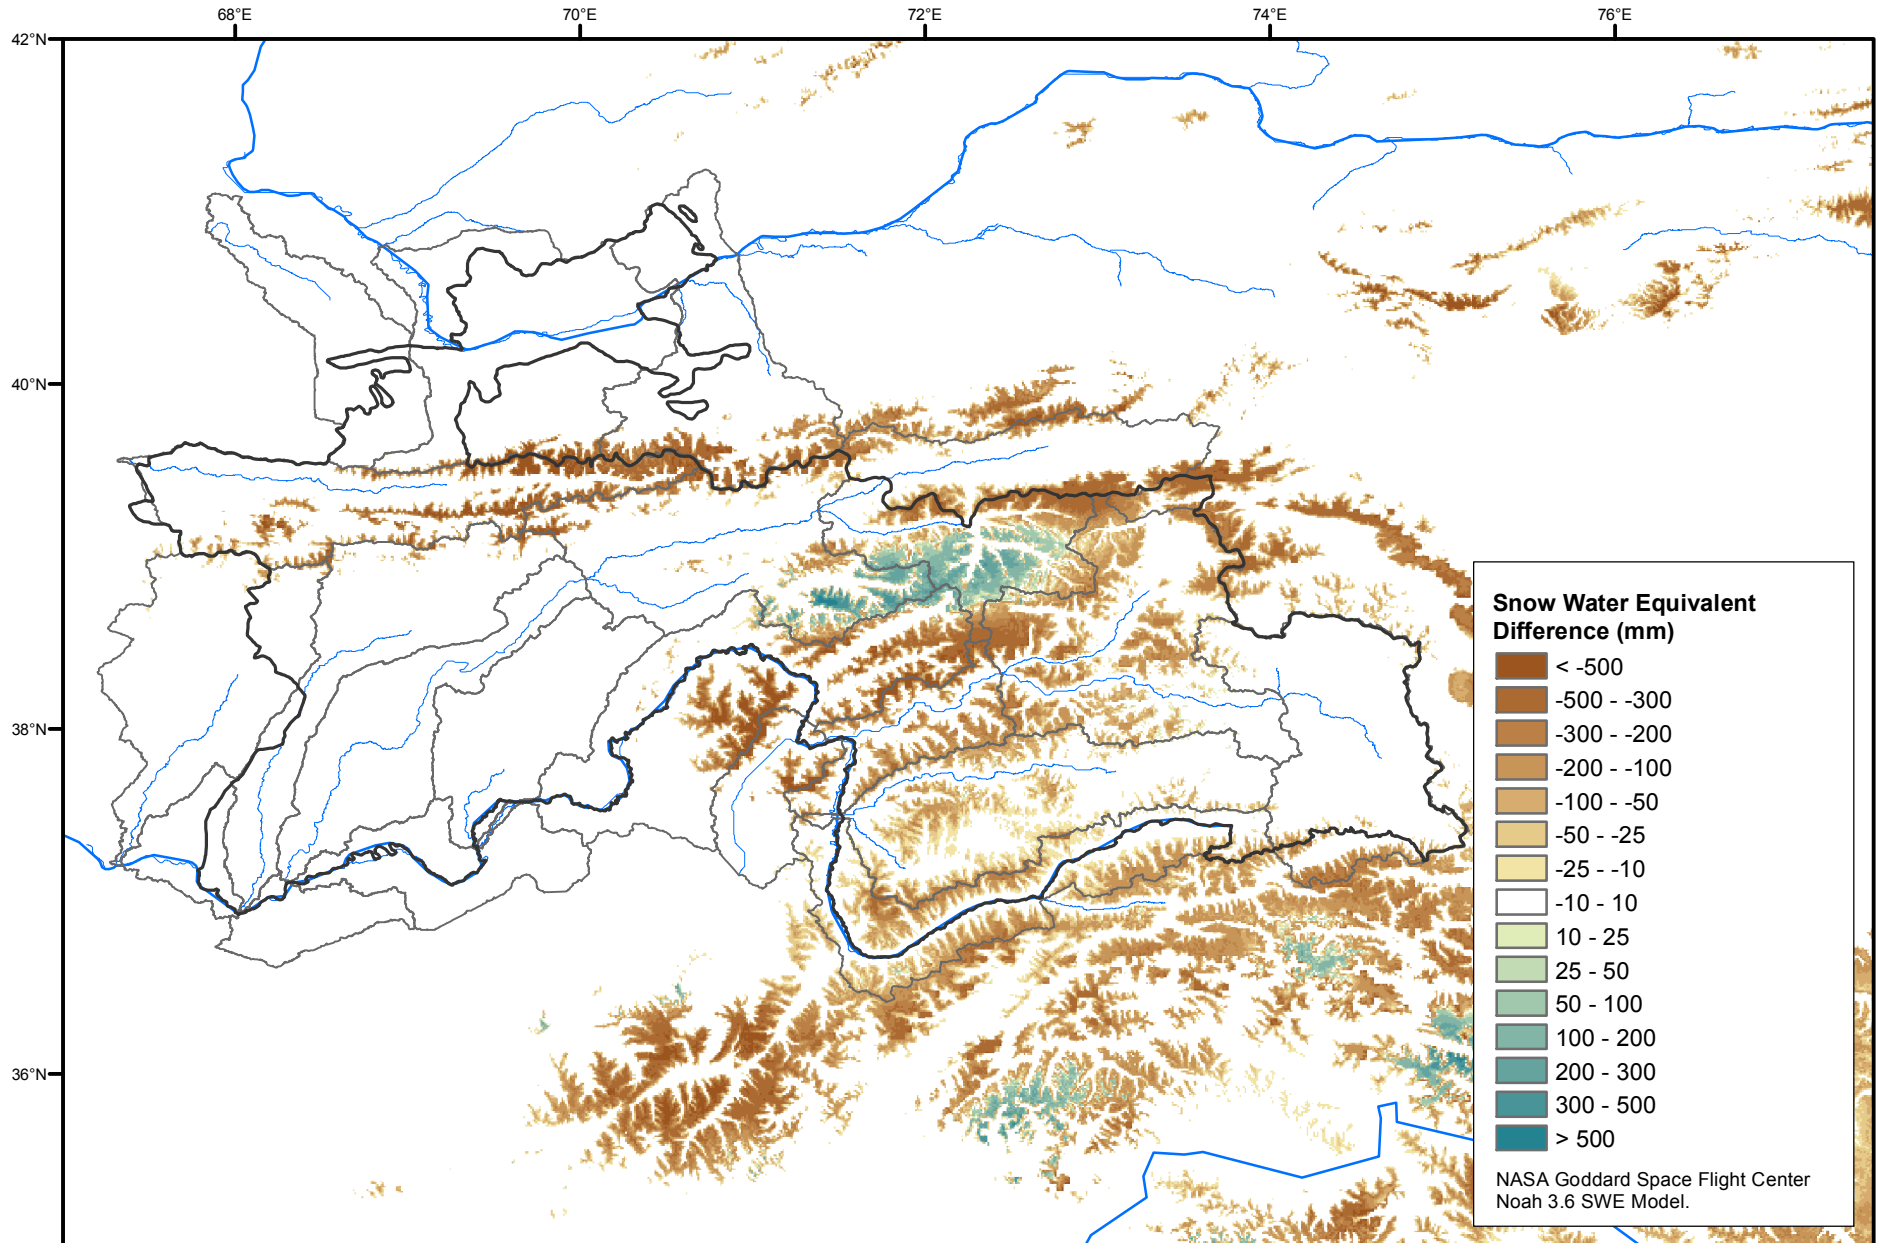 68°E
70°E
72°E
74°E
76°E
42°N
40°N
38°N
36°N
Snow Water Equivalent
Difference (mm)
< -500
-500 - -300
-300 - -200
-200 - -100
-100 - -50
-50 - -25
-25 - -10
-10 - 10
10 - 25
25 - 50
50 - 100
100 - 200
200 - 300
300 - 500
> 500
NASA Goddard Space Flight Center
Noah 3.6 SWE Model.